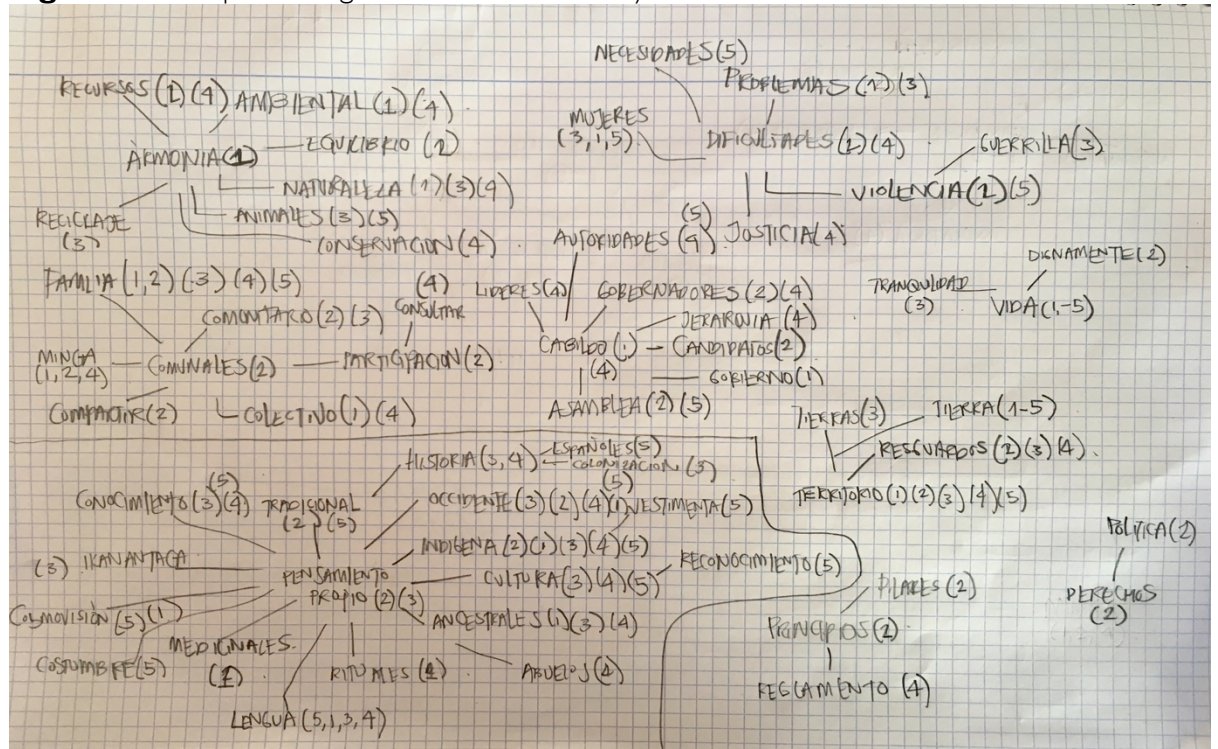 NECESIDADES (5)
PROBLEMAS (1)(3)
RECURSOS (1)(4) AMBIENTAL (1)(4)
MUJERES
(3,1,5)
DIFICULTADES (1)(4)
GUERRILLA (3)
ARMONIA (1)
EQUILIBRIO (2)
NATURALEZA (1)(3)(4)
VIOLENCIA (2)(5)
ANIMALES (3)(5)
RECICLAJE
(3)
CONSERVACION (4)
(5)
AUTORIDADES (4)
JUSTICIA (4)
DIGNAMENTE (2)
FAMILIA (1,2)(3)(4)(5)
(4)
CONSULTAR
LIDERES (4)
GOBERNADORES (2)(4)
TRANQUILIDAD
(3)
VIDA (1-5)
COMUNITARIO (2)(3)
JERARQUIA (4)
MINGA
(1,2,4)
COMUNALES (2)
PARTICIPACION (2)
CABILDO (1)
(4)
CANDIDATOS (2)
GOBIERNO (1)
COMPARTIR (2)
COLECTIVO (1)(4)
ASAMBLEA (2)(5)
TIERRAS (3)
TIERRA (1-5)
RESGUARDOS (2)(3)(4)
TERRITORIO (1)(2)(3)(4)(5)
HISTORIA (3,4)
ESPAÑOLES (5)
COLONIZACION (3)
(5)
(5)
CONOCIMIENTO (3)(4)
TRADICIONAL
(2)(5)
OCCIDENTE (3)(2)(4)(1)
VESTIMENTA (5)
INDIGENA (2)(1)(3)(4)(5)
POLITICA (2)
(3) IKANANTACA
PENSAMIENTO
PROPIO (2)(3)
CULTURA (3)(4)(5)
RECONOCIMIENTO (5)
PILARES (2)
DERECHOS
(2)
COSMOVISIÓN (5)(1)
ANCESTRALES (1)(3)(4)
PRINCIPIOS (2)
COSTUMBRE (5)
MEDICINALES
(1)
RITUALES (1)
ABUELOS (4)
REGLAMENTO (4)
LENGUA (5,1,3,4)